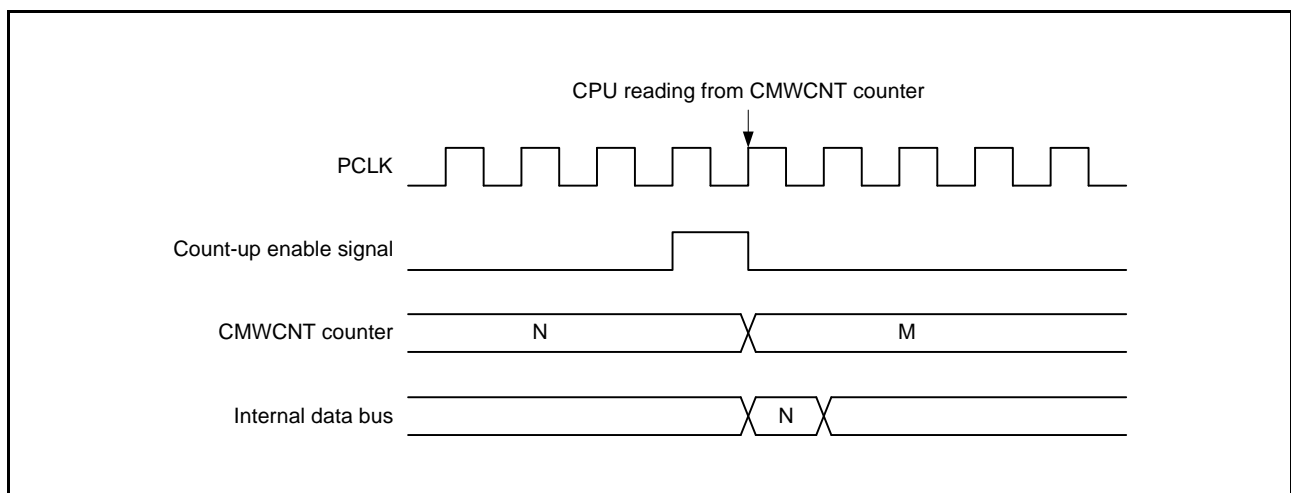 CPU reading from CMWCNT counter
PCLK
Count-up enable signal
CMWCNT counter
N
M
Internal data bus
N